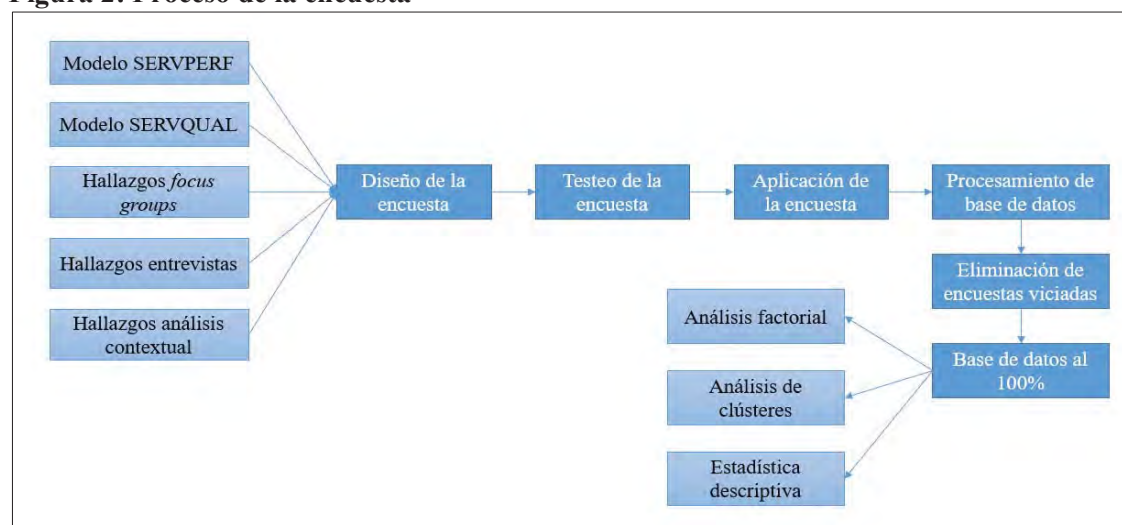 Figura 2: Proceso de la encuesta
Modelo SERVPERF
Modelo SERVQUAL
Hallazgos focus
groups
Hallazgos entrevistas
Hallazgos análisis
contextual
Diseño de la
encuesta
Testeo de la
encuesta
Aplicación de
la encuesta
Procesamiento de
base de datos
Eliminación de
encuestas viciadas
Base de datos al
100%
Análisis factorial
Análisis de
clústeres
Estadística
descriptiva